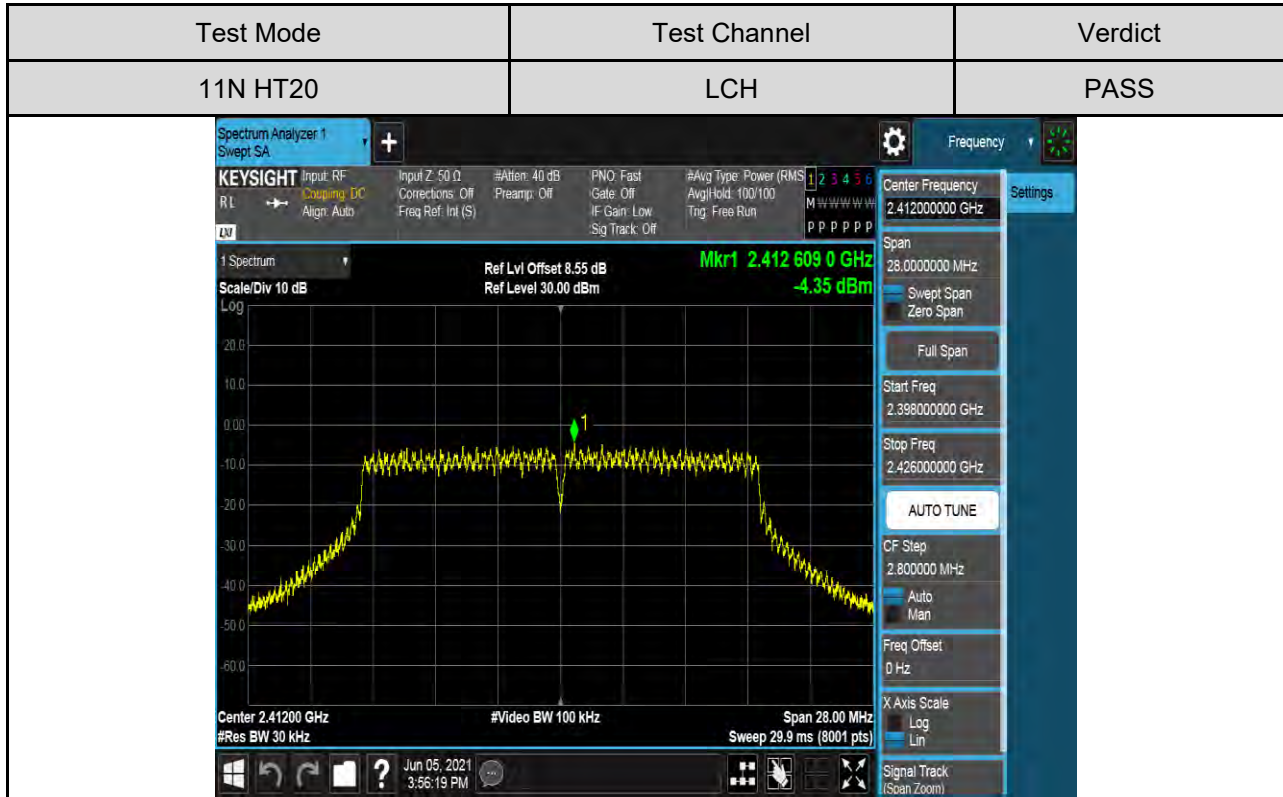 Test Mode Test Channel Verdict
11N HT20 LCH PASS
Spectrum Analyzer 1
Swept SA
+
Frequency
KEYSIGHT
RL
LXI
Input: RF
Coupling: DC
Align: Auto
Input Z: 50 Ω
Corrections: Off
Freq Ref: Int (S)
#Atten: 40 dB
Preamp: Off
PNO: Fast
Gate: Off
IF Gain: Low
Sig Track: Off
#Avg Type: Power (RMS
Avg|Hold: 100/100
Trig: Free Run
1 2 3 4 5 6
M W W W W W
P P P P P P
Center Frequency
2.412000000 GHz
Settings
1 Spectrum
Scale/Div 10 dB
Ref Lvl Offset 8.55 dB
Ref Level 30.00 dBm
Mkr1 2.412 609 0 GHz
-4.35 dBm
Log
20.0
10.0
0.00
-10.0
-20.0
-30.0
-40.0
-50.0
-60.0
1
Center 2.41200 GHz
#Res BW 30 kHz
#Video BW 100 kHz
Span 28.00 MHz
Sweep 29.9 ms (8001 pts)
Span
28.0000000 MHz
Swept Span
Zero Span
Full Span
Start Freq
2.398000000 GHz
Stop Freq
2.426000000 GHz
AUTO TUNE
CF Step
2.800000 MHz
Auto
Man
Freq Offset
0 Hz
X Axis Scale
Log
Lin
Signal Track
(Span Zoom)
?
Jun 05, 2021
3:56:19 PM